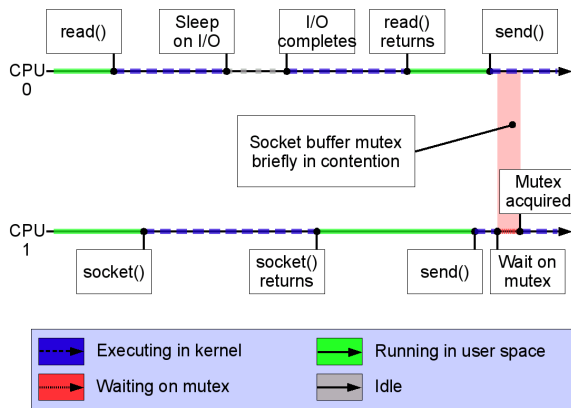 read()
Sleep
on I/O
I/O
completes
read()
returns
send()
CPU
0
Socket buffer mutex
briefly in contention
Mutex
acquired
CPU
1
socket()
socket()
returns
send()
Wait on
mutex
Executing in kernel
Running in user space
Waiting on mutex
Idle